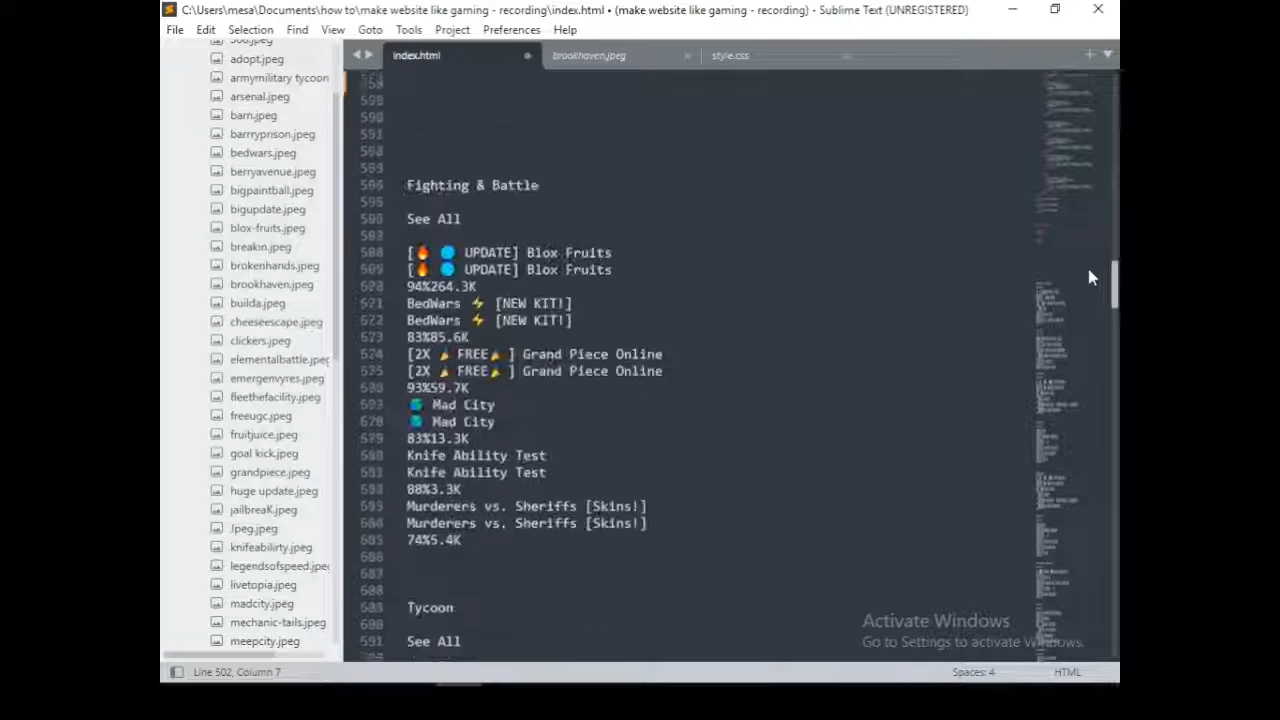 C:\Users\mesa\Documents\how to\make website like gaming - recording\index.html • (make website like gaming - recording) - Sublime Text (UNREGISTERED)
File Edit Selection Find View Goto Tools Project Preferences Help
index.html
brookhaven.jpeg
style.css
adopt.jpeg
armymilitary tycoon
arsenal.jpeg
barn.jpeg
barryprison.jpeg
bedwars.jpeg
berryavenue.jpeg
bigpaintball.jpeg
bigupdate.jpeg
blox-fruits.jpeg
breakin.jpeg
brokenhands.jpeg
brookhaven.jpeg
builda.jpeg
cheeseescape.jpeg
clickers.jpeg
elementalbattle.jpeg
emergenvyres.jpeg
fleethefacility.jpeg
freeugc.jpeg
fruitjuice.jpeg
goal kick.jpeg
grandpiece.jpeg
huge update.jpeg
jailbreaK.jpeg
Jpeg.jpeg
knifeabilirty.jpeg
legendsofspeed.jpe
livetopia.jpeg
madcity.jpeg
mechanic-tails.jpeg
meepcity.jpeg
Fighting & Battle
See All
[🔥 🔵 UPDATE] Blox Fruits
[🔥 🔵 UPDATE] Blox Fruits
94%264.3K
BedWars ⚡ [NEW KIT!]
BedWars ⚡ [NEW KIT!]
83%85.6K
[2X 🎉 FREE🎉 ] Grand Piece Online
[2X 🎉 FREE🎉 ] Grand Piece Online
93%59.7K
Mad City
Mad City
83%13.3K
Knife Ability Test
Knife Ability Test
88%3.3K
Murderers vs. Sheriffs [Skins!]
Murderers vs. Sheriffs [Skins!]
74%5.4K
Tycoon
See All
Activate Windows
Go to Settings to activate Windows.
Line 502, Column 7
Spaces: 4
HTML